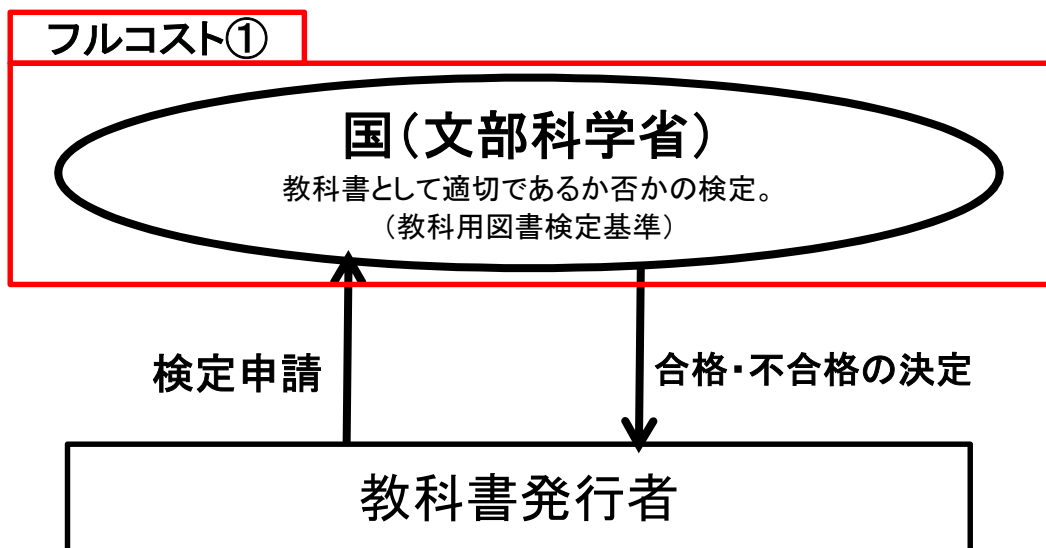 フルコスト①
国(文部科学省)
教科書として適切であるか否かの検定。
(教科用図書検定基準)
検定申請
合格・不合格の決定
教科書発行者